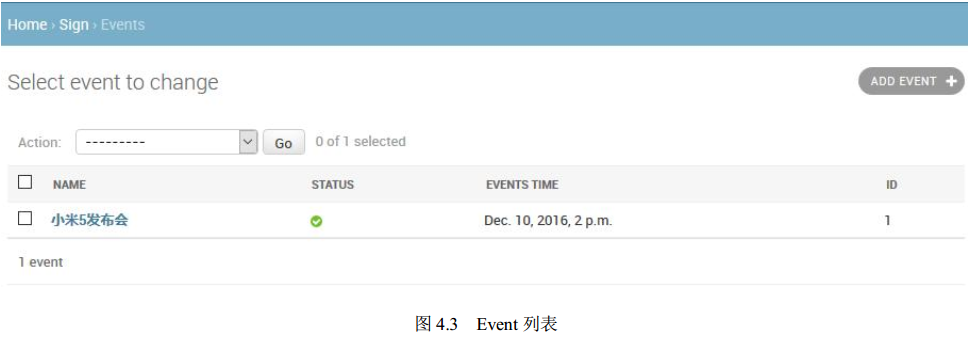 Home › Sign › Events
Select event to change
ADD EVENT +
Action: --------- Go 0 of 1 selected
NAME STATUS EVENTS TIME ID
小米5发布会 Dec. 10, 2016, 2 p.m. 1
1 event
图 4.3 Event 列表